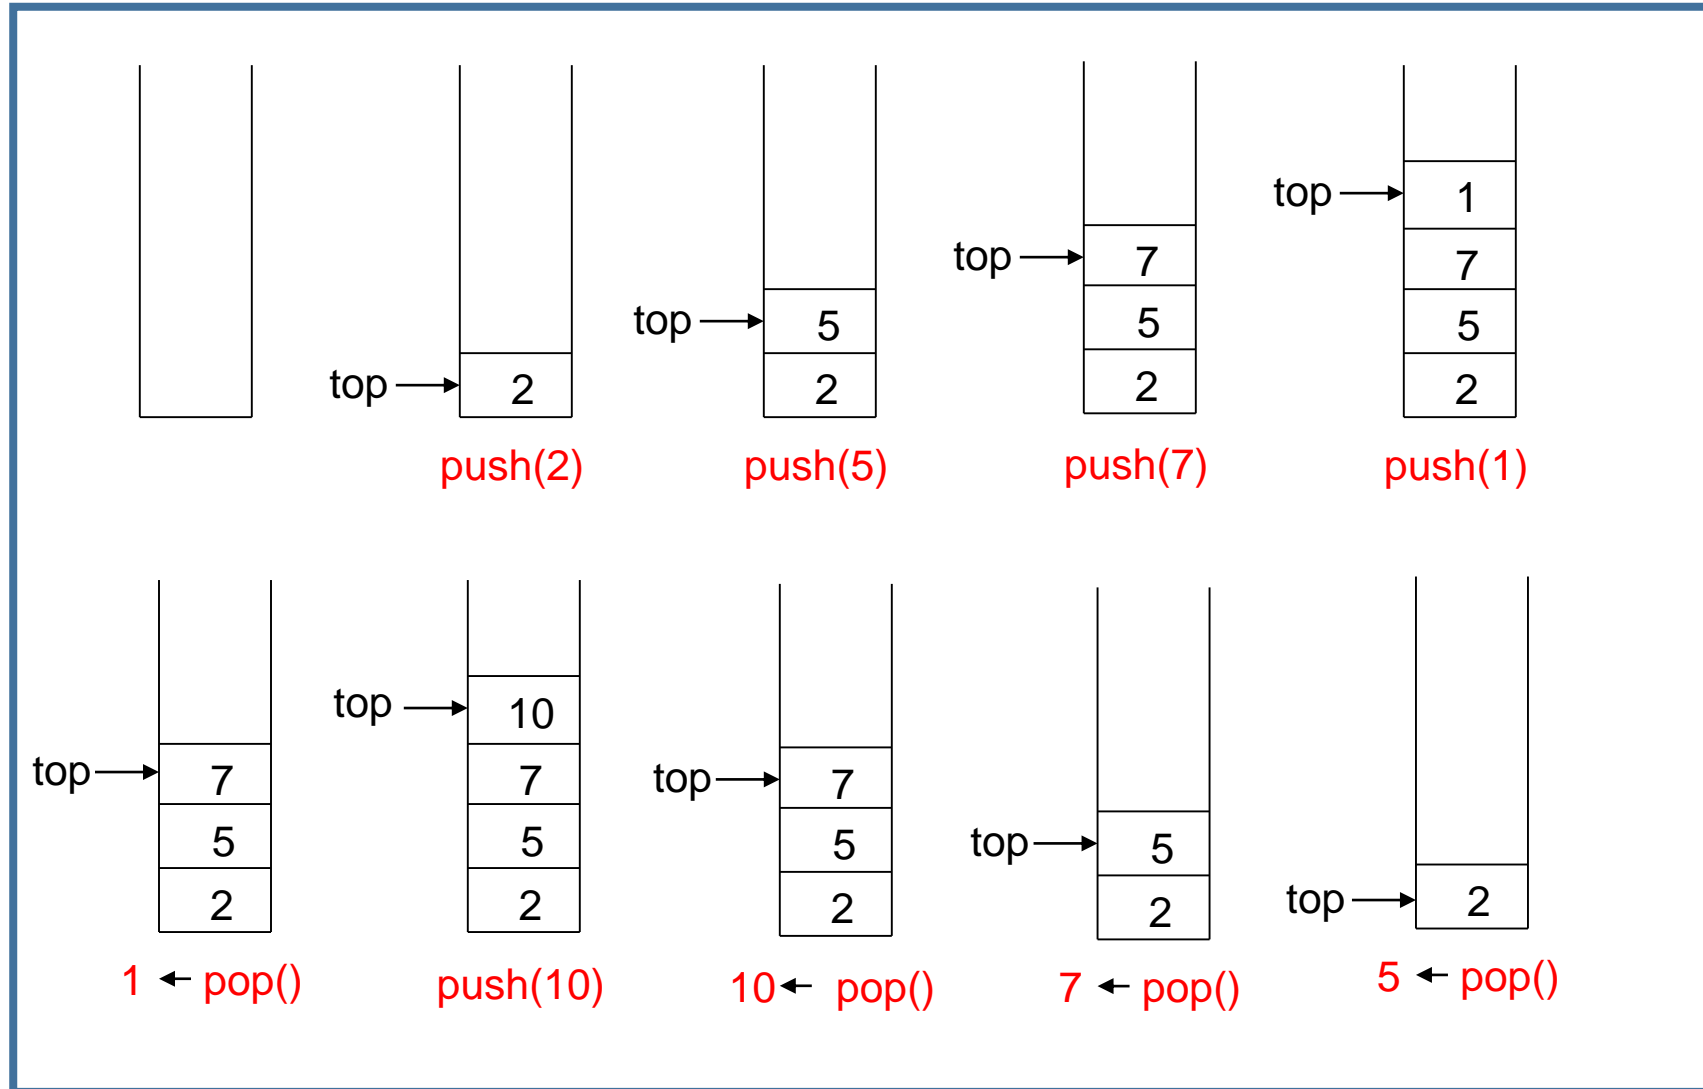 top → 2
push(2)
top → 5
2
push(5)
top → 7
5
2
push(7)
top → 1
7
5
2
push(1)
top → 7
5
2
1 ← pop()
top → 10
7
5
2
push(10)
top → 7
5
2
10 ← pop()
top → 5
2
7 ← pop()
top → 2
5 ← pop()